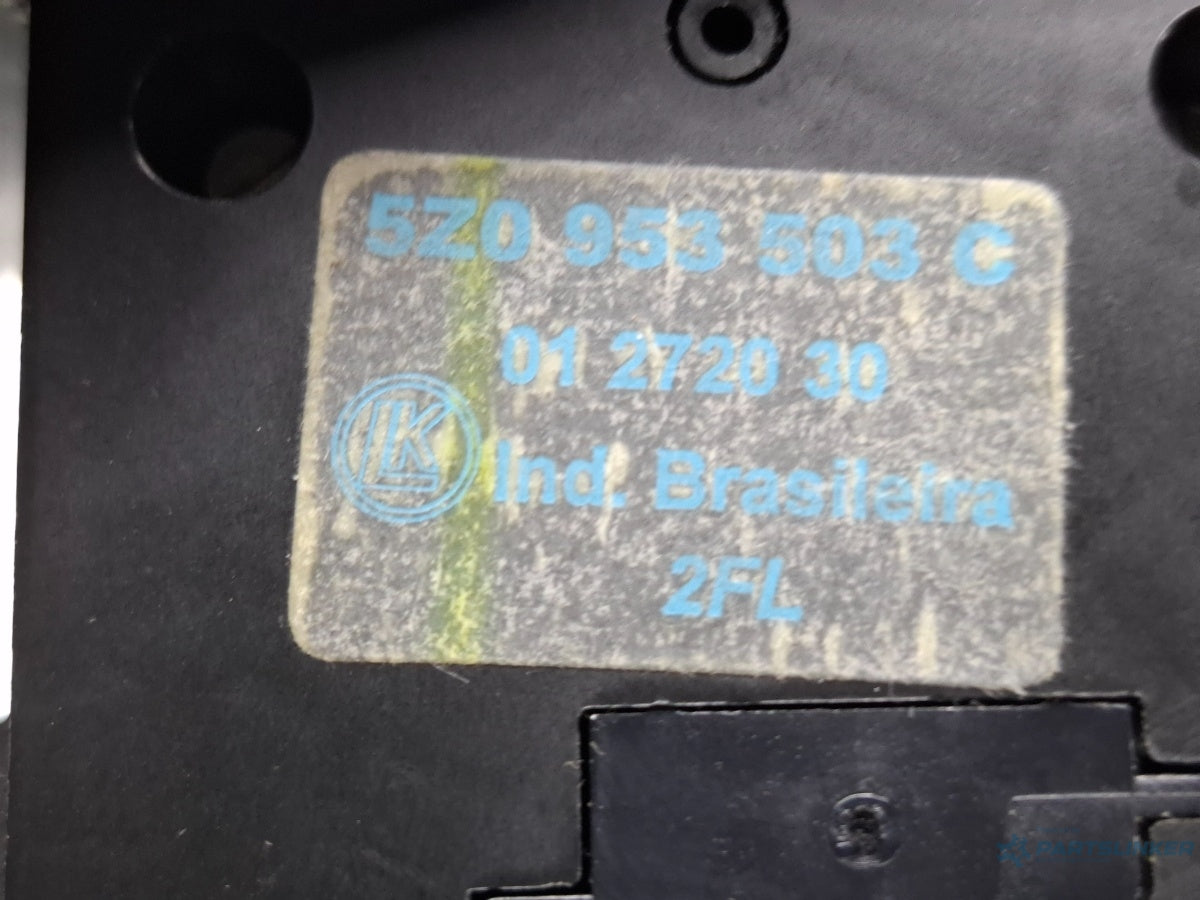 5Z0 953 503 C
01 2720 30
LK
Ind. Brasileira
2FL